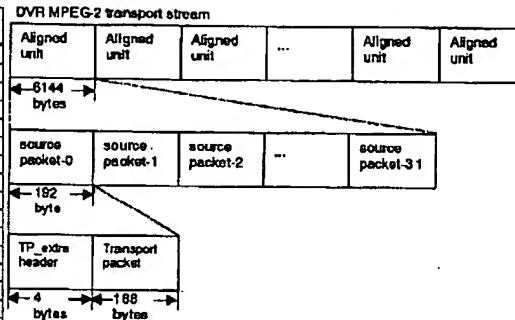 DVR MPEG-2 transport stream
Aligned unit
Aligned unit
Aligned unit
...
Aligned unit
Aligned unit
6144 bytes
source packet-0
source packet-1
source packet-2
...
source packet-31
192 byte
TP_extra header
Transport packet
4 bytes
188 bytes